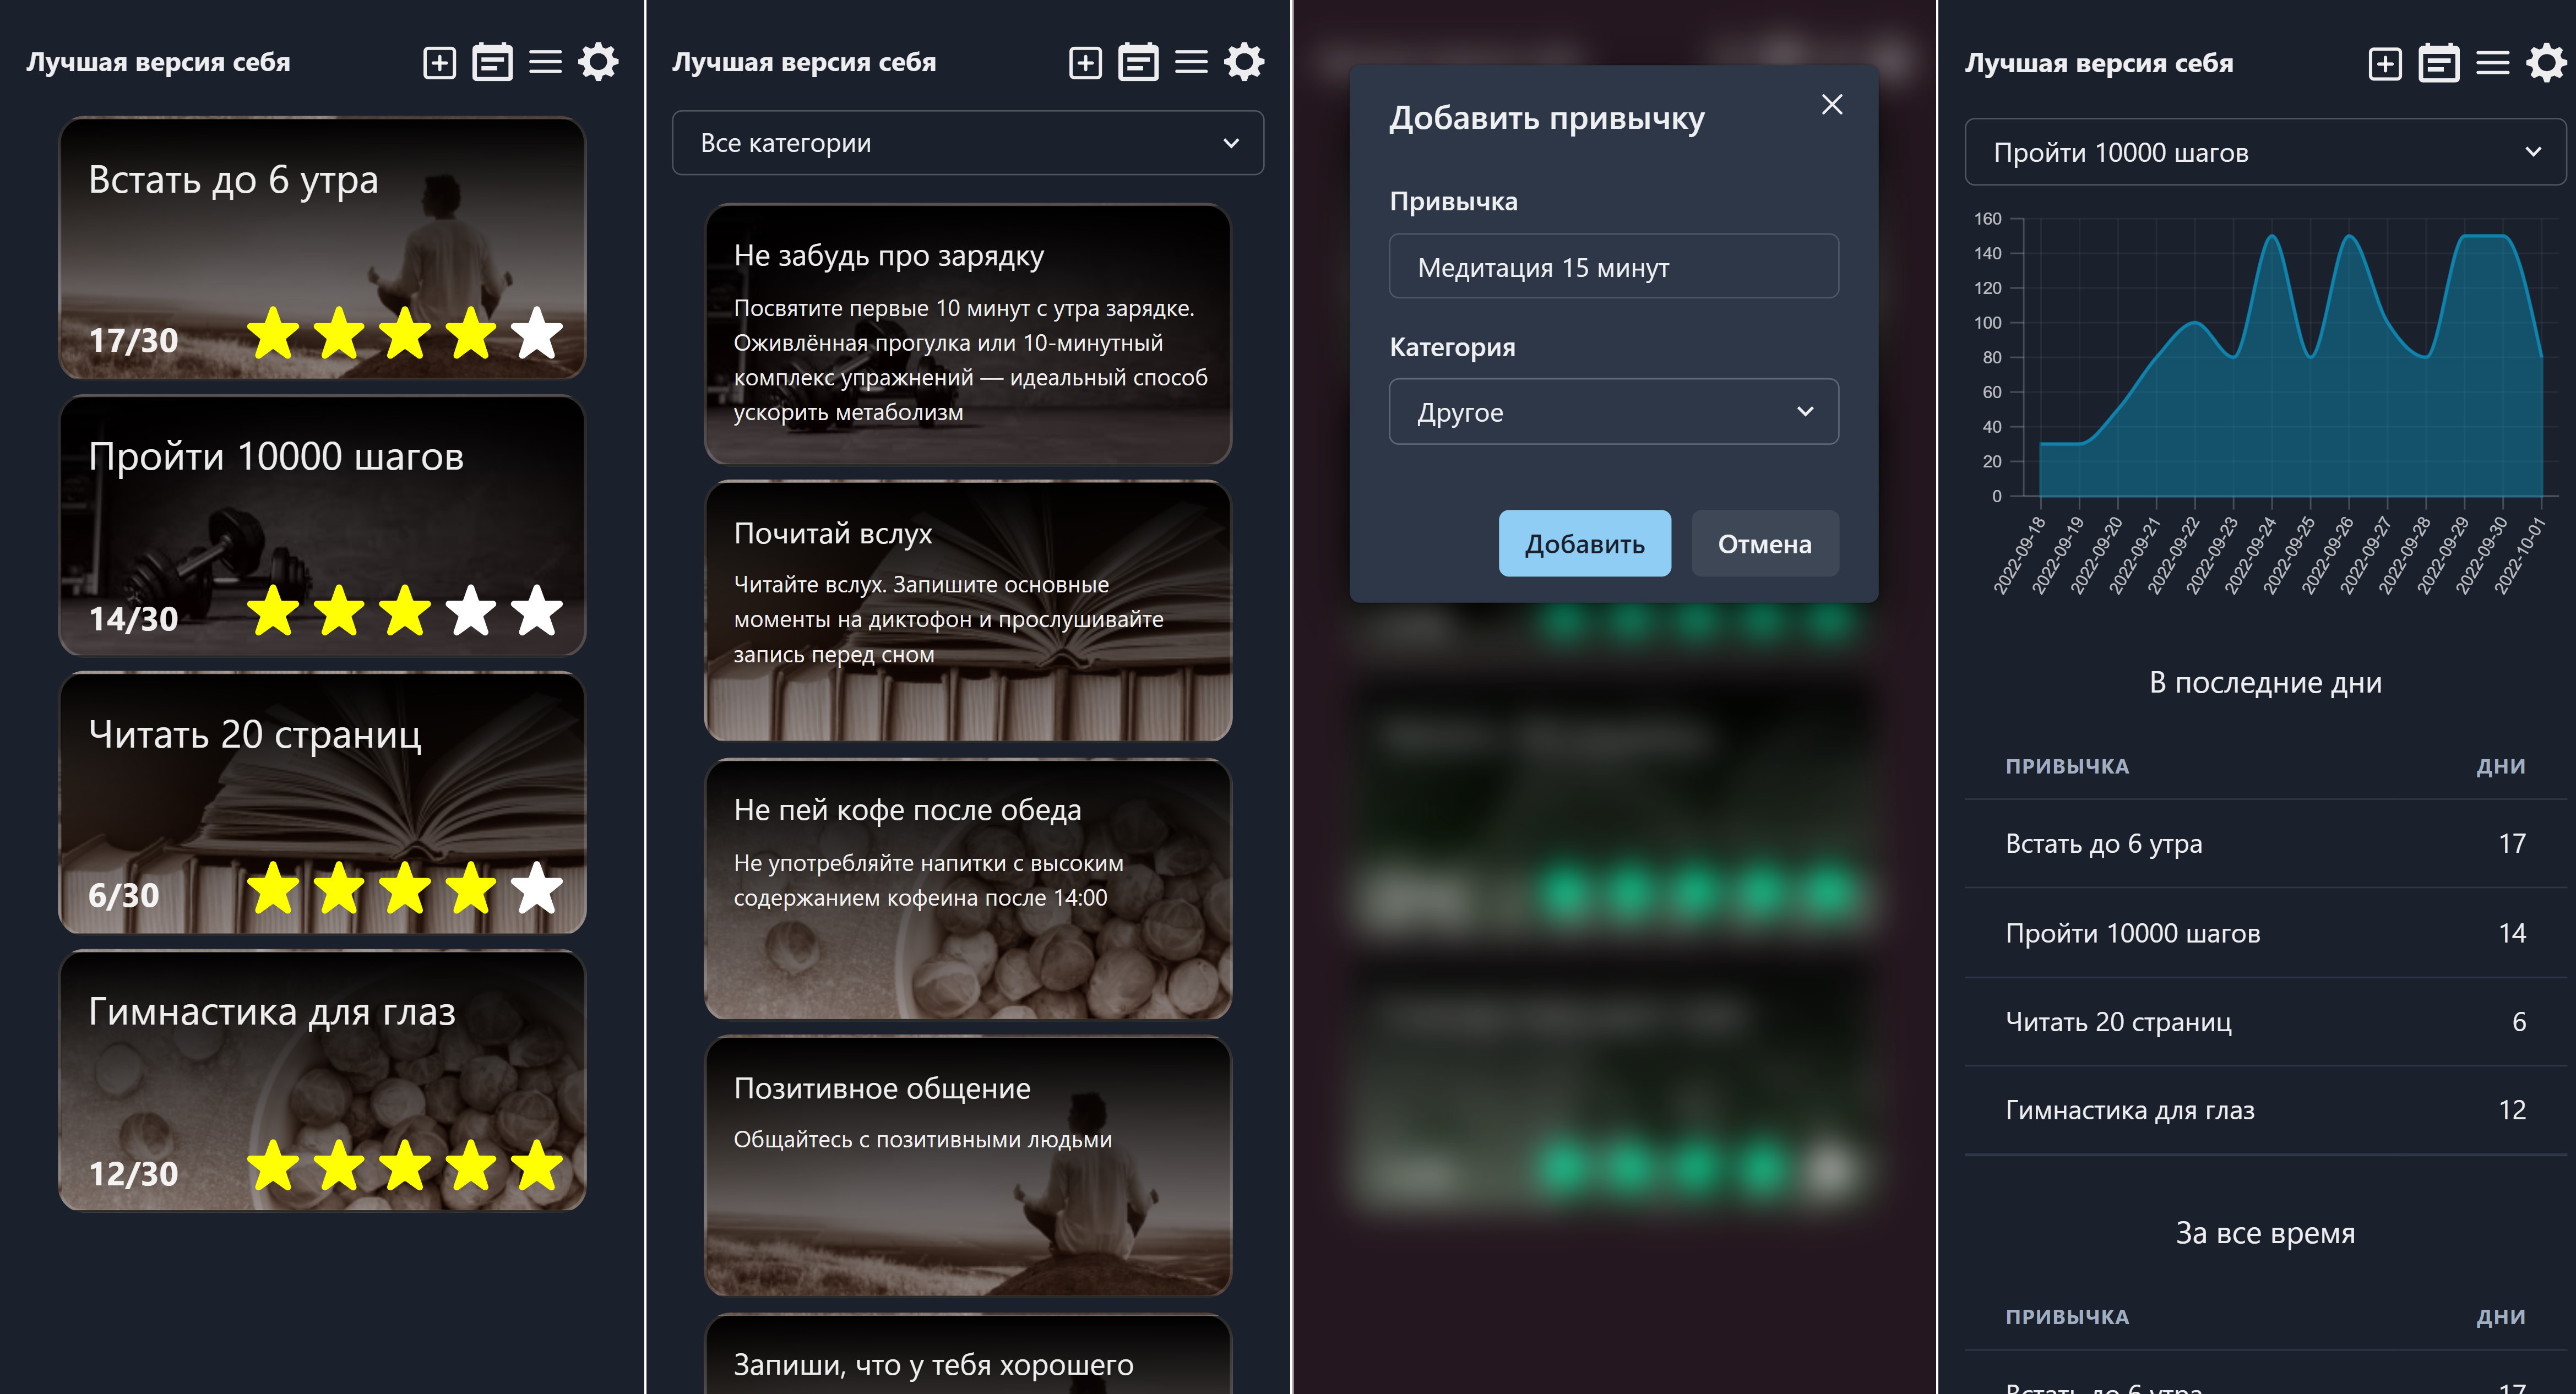 Лучшая версия себя
Встать до 6 утра
17/30
Пройти 10000 шагов
14/30
Читать 20 страниц
6/30
Гимнастика для глаз
12/30
Лучшая версия себя
Все категории
Не забудь про зарядку
Посвятите первые 10 минут с утра зарядке.
Оживлённая прогулка или 10-минутный
комплекс упражнений — идеальный способ
ускорить метаболизм
Почитай вслух
Читайте вслух. Запишите основные
моменты на диктофон и прослушивайте
запись перед сном
Не пей кофе после обеда
Не употребляйте напитки с высоким
содержанием кофеина после 14:00
Позитивное общение
Общайтесь с позитивными людьми
Запиши, что у тебя хорошего
Добавить привычку
Привычка
Медитация 15 минут
Категория
Другое
Добавить Отмена
Лучшая версия себя
Пройти 10000 шагов
160
140
120
100
80
60
40
20
0
2022-09-18
2022-09-19
2022-09-20
2022-09-21
2022-09-22
2022-09-23
2022-09-24
2022-09-25
2022-09-26
2022-09-27
2022-09-28
2022-09-29
2022-09-30
2022-10-01
В последние дни
ПРИВЫЧКА ДНИ
Встать до 6 утра 17
Пройти 10000 шагов 14
Читать 20 страниц 6
Гимнастика для глаз 12
За все время
ПРИВЫЧКА ДНИ
Встать до 6 утра 17